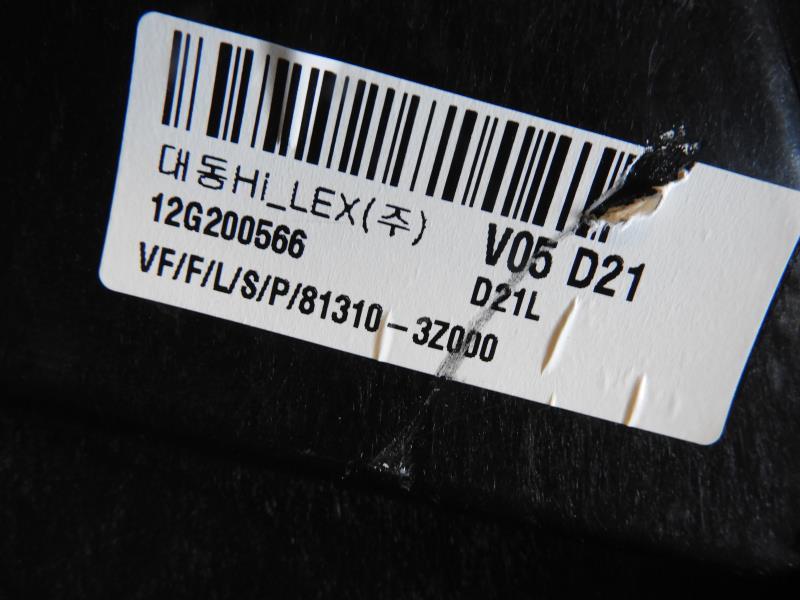 대동Hi_LEX(주)
12G200566
V05 D21
D21L
VF/F/L/S/P/81310-3Z000